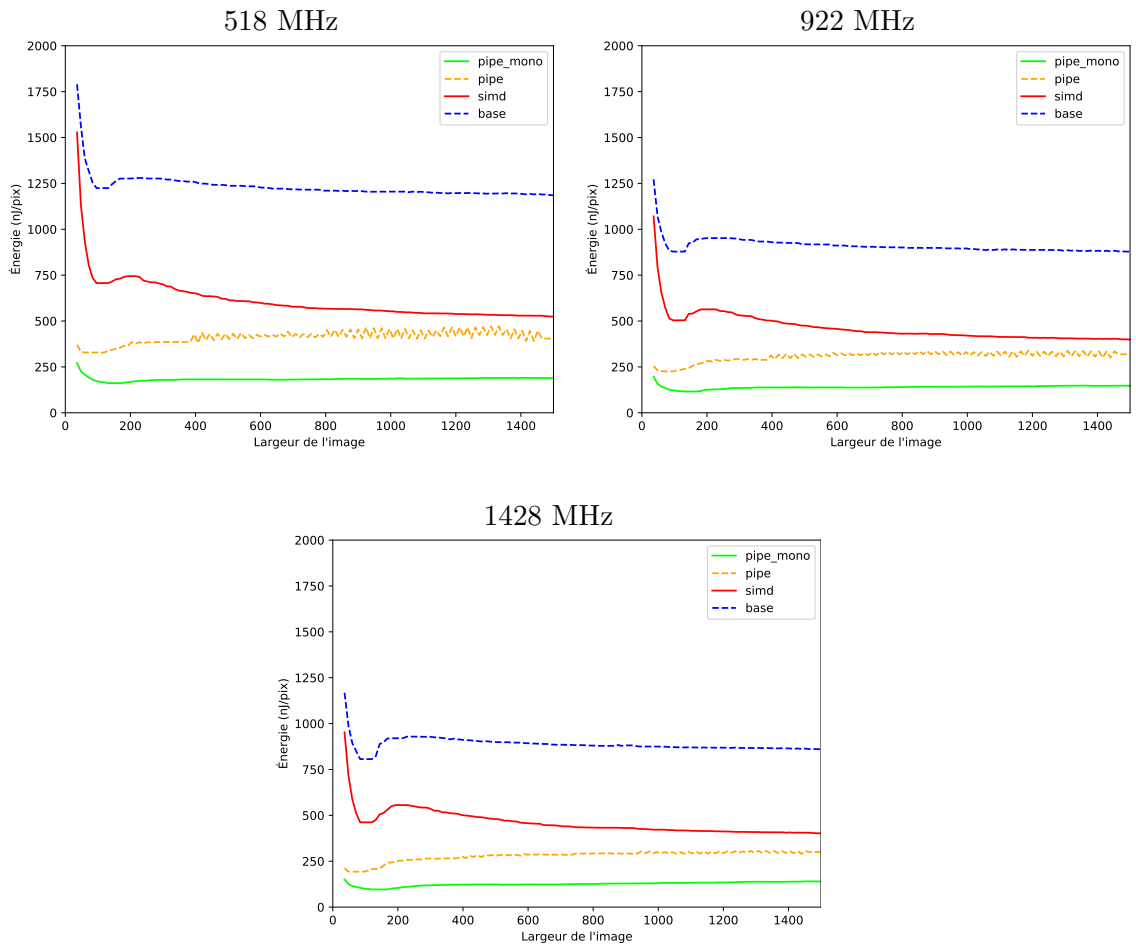 518 MHz
2000
1750
1500
1250
1000
750
500
250
0
Énergie (nJ/pix)
0 200 400 600 800 1000 1200 1400
Largeur de l'image
pipe_mono
pipe
simd
base
922 MHz
2000
1750
1500
1250
1000
750
500
250
0
Énergie (nJ/pix)
0 200 400 600 800 1000 1200 1400
Largeur de l'image
pipe_mono
pipe
simd
base
1428 MHz
2000
1750
1500
1250
1000
750
500
250
0
Énergie (nJ/pix)
0 200 400 600 800 1000 1200 1400
Largeur de l'image
pipe_mono
pipe
simd
base